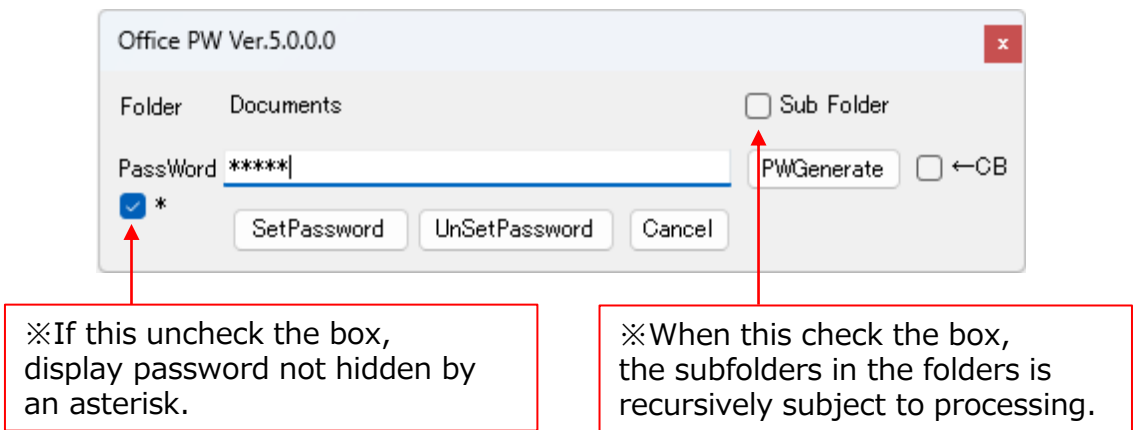 Office PW Ver.5.0.0.0
x
Folder Documents Sub Folder
PassWord ***** PWGenerate ←CB
*
SetPassword UnSetPassword Cancel
※If this uncheck the box,
display password not hidden by
an asterisk.
※When this check the box,
the subfolders in the folders is
recursively subject to processing.